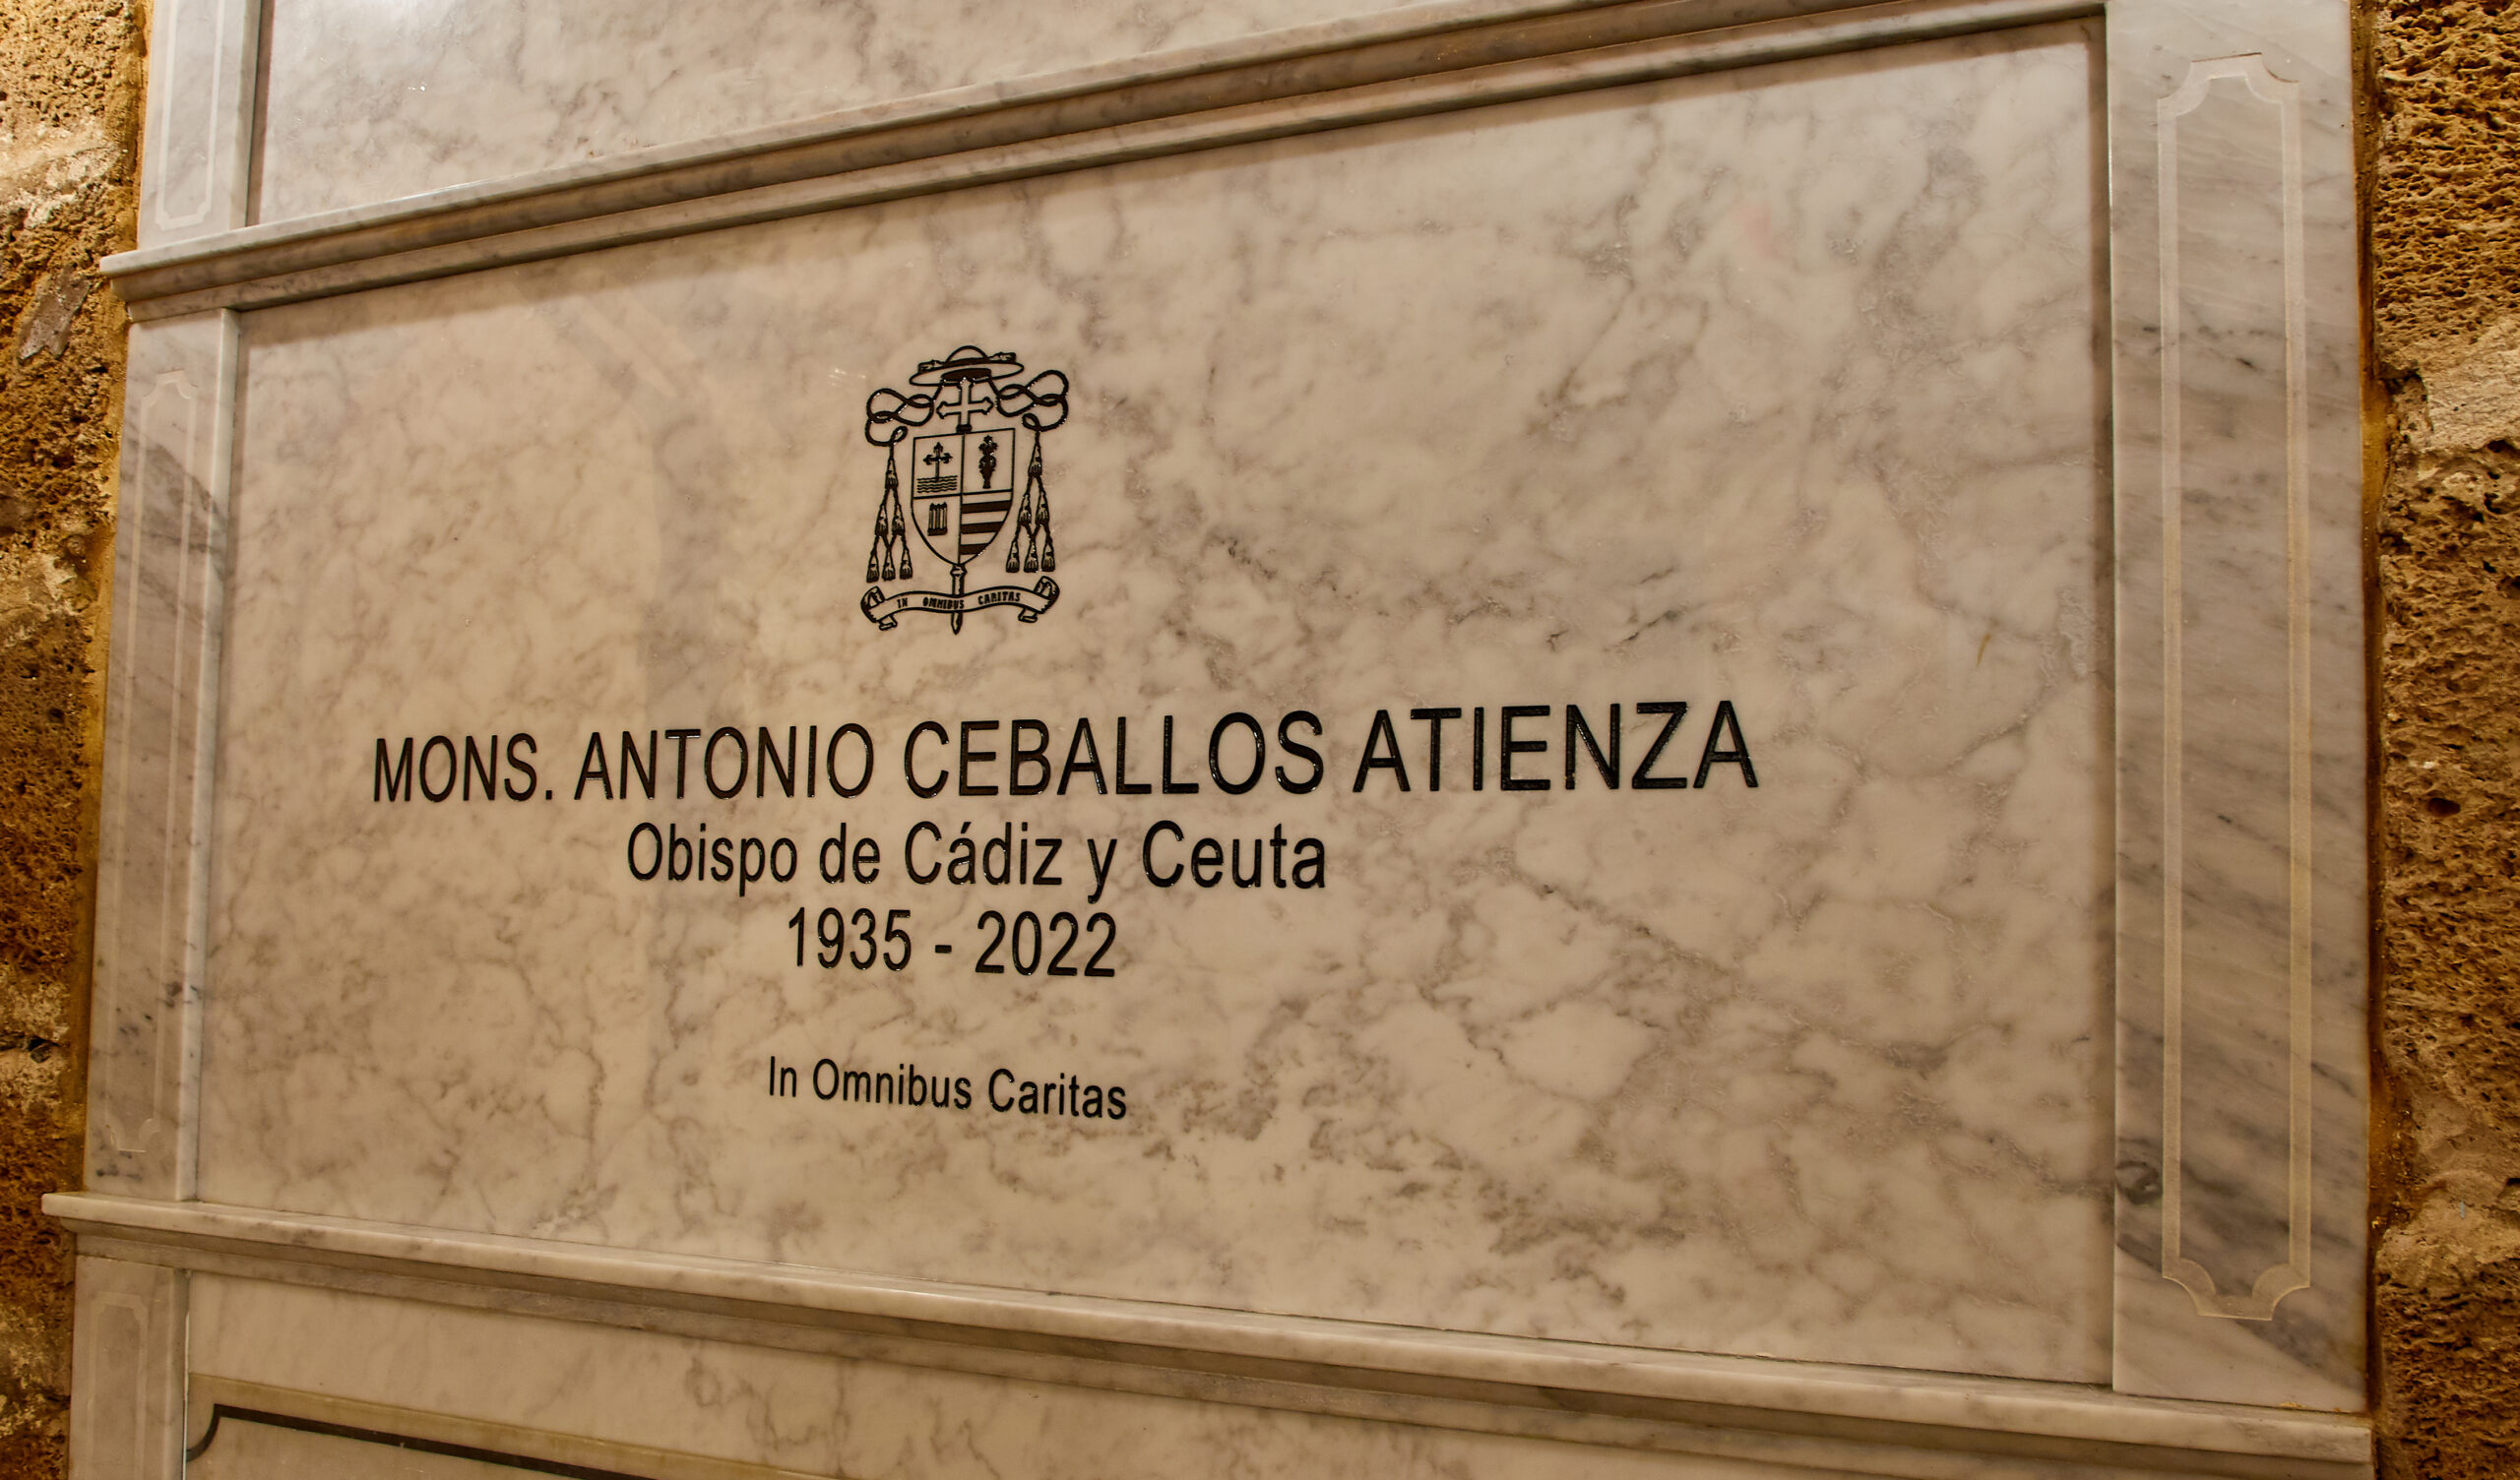 IN OMNIBUS CARITAS
MONS. ANTONIO CEBALLOS ATIENZA
Obispo de Cádiz y Ceuta
1935 - 2022
In Omnibus Caritas